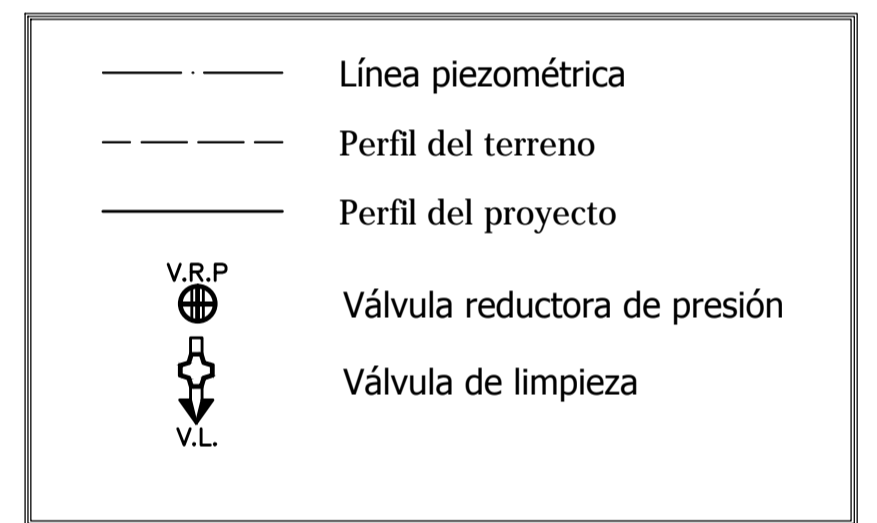 Línea piezométrica
Perfil del terreno
Perfil del proyecto
V.R.P
Válvula reductora de presión
Válvula de limpieza
V.L.